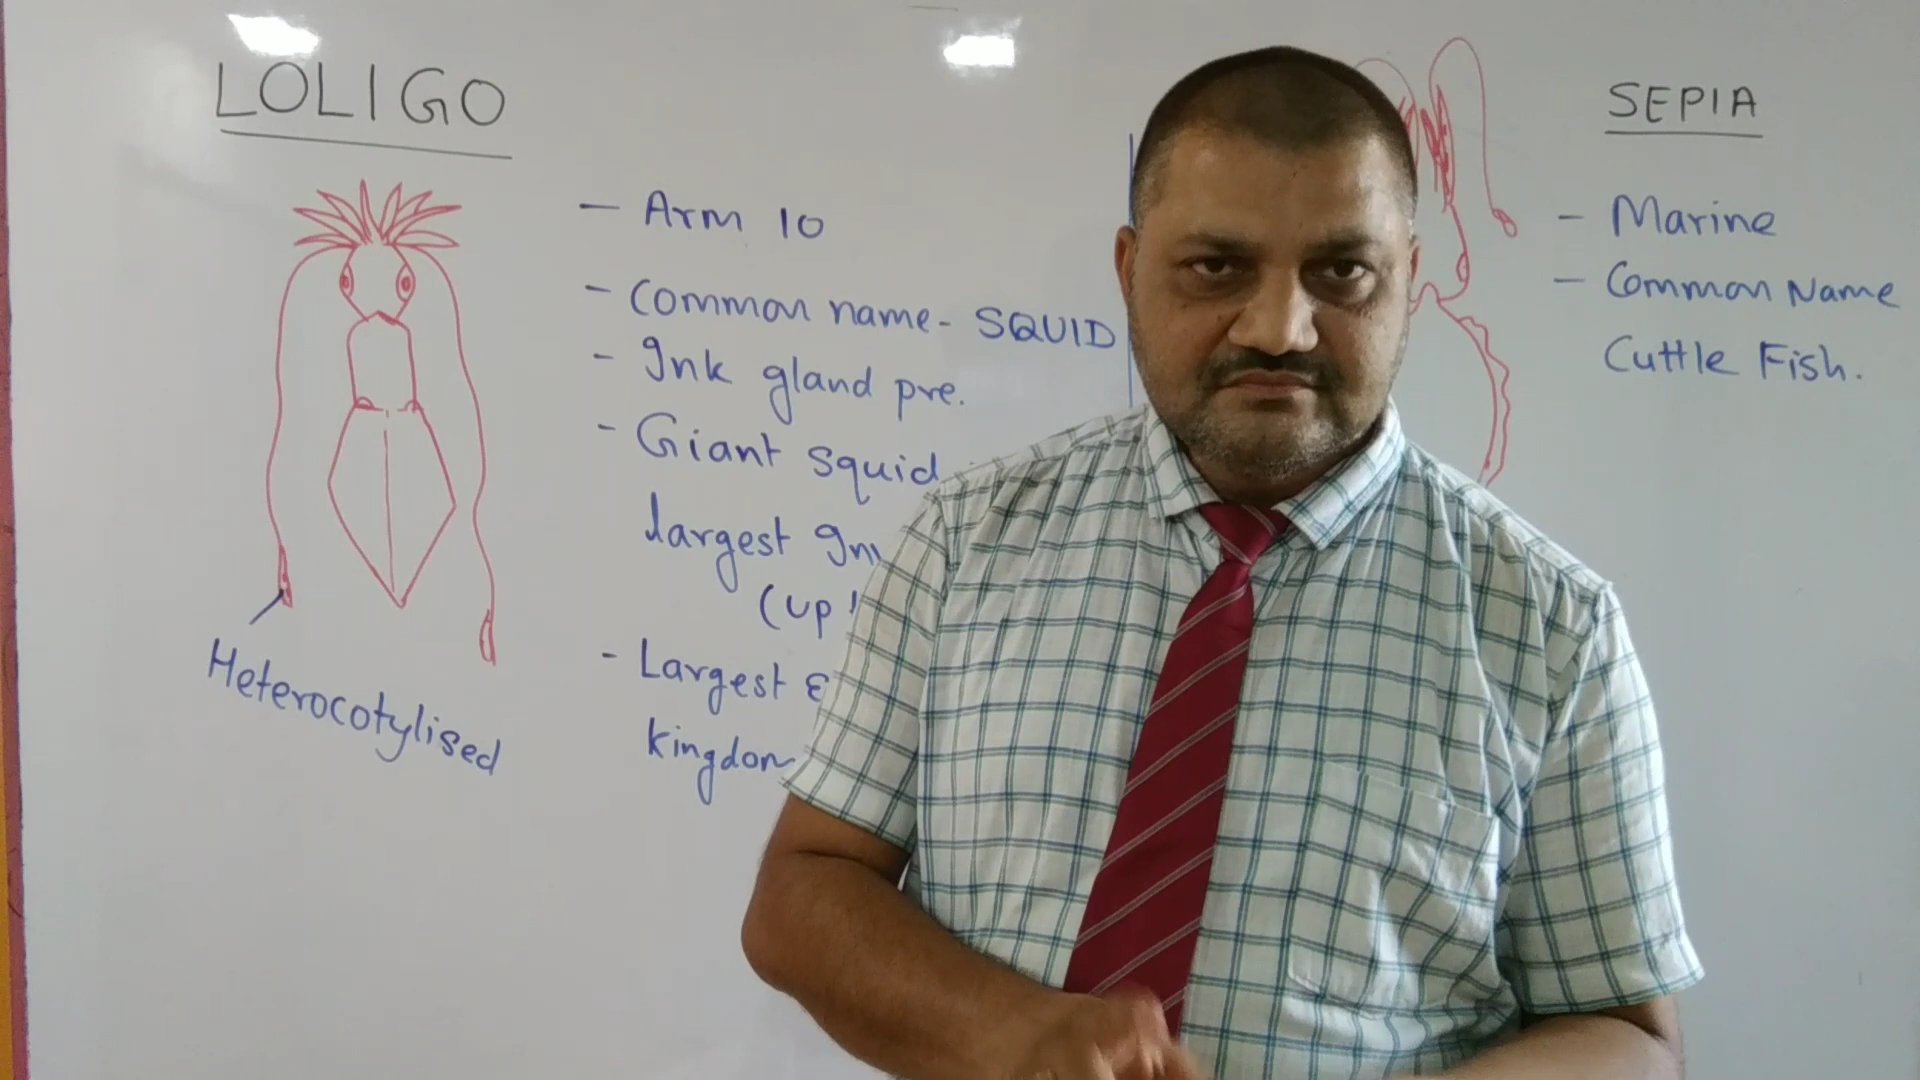 LOLIGO
- Arm 10
- Common name - SQUID
- Ink gland pre.
- Giant squid
largest
(up
- Largest
kingdom
Heterocotylised
SEPIA
- Marine
- Common Name
Cuttle Fish.